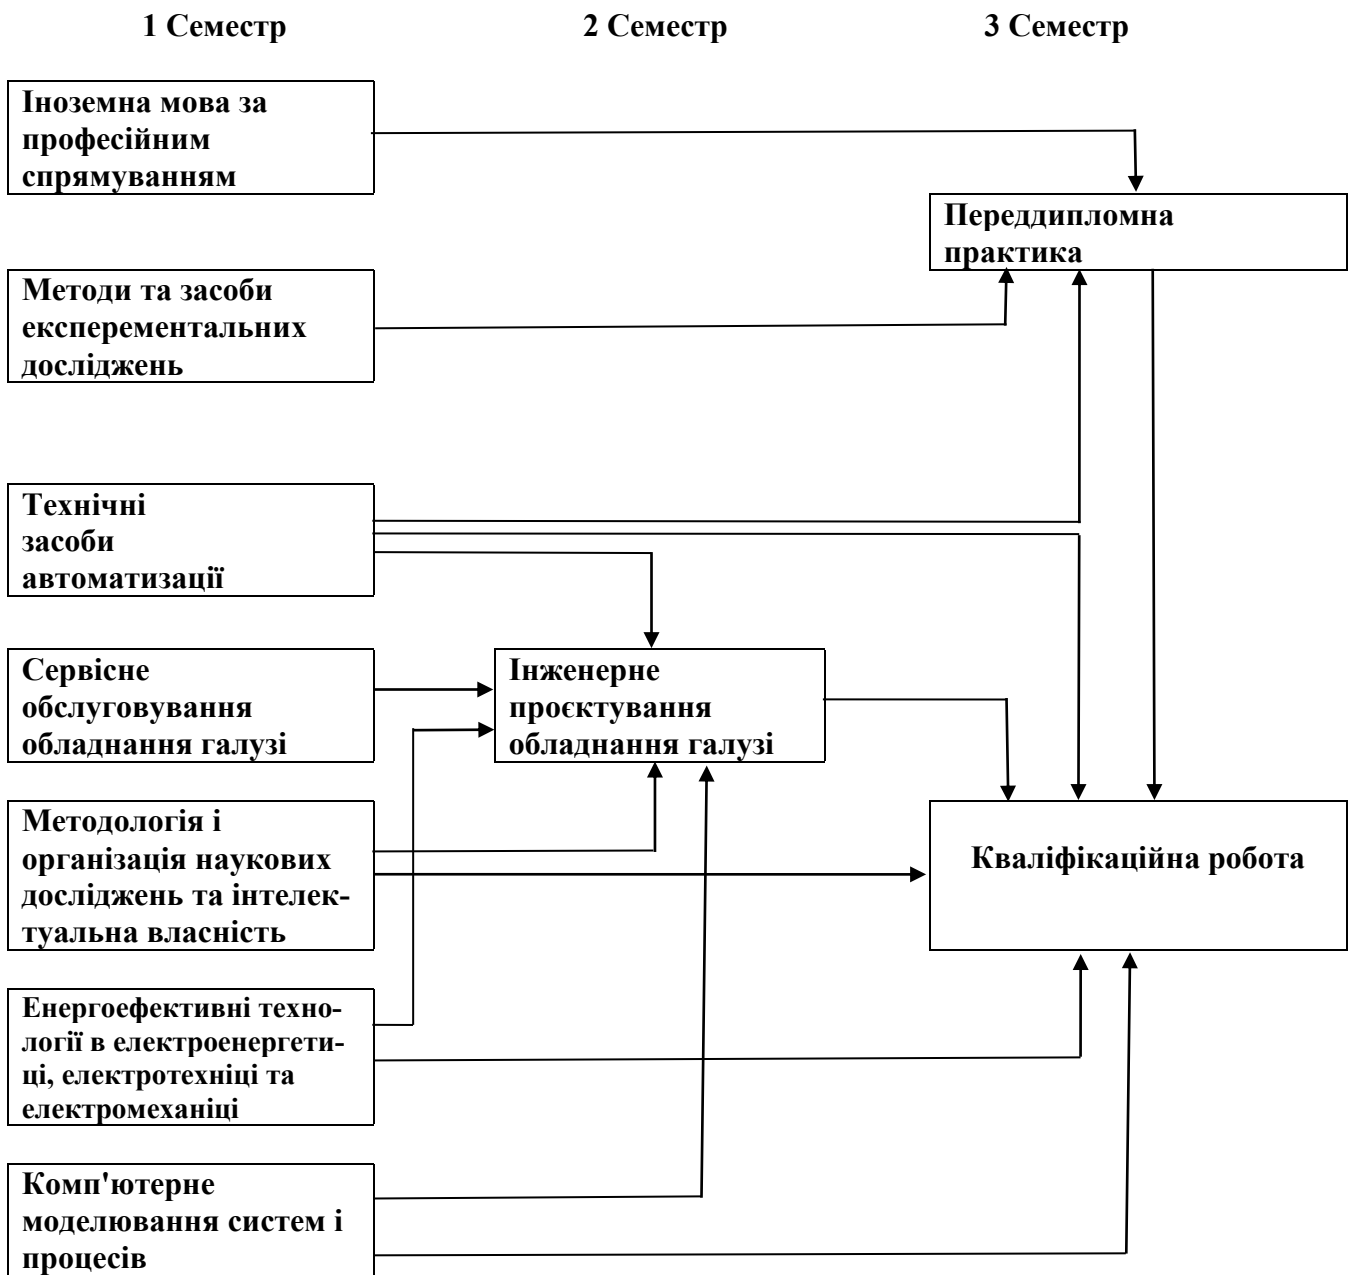 1 Семестр
2 Семестр
3 Семестр
Іноземна мова за
професійним
спрямуванням
Переддипломна
практика
Методи та засоби
експерементальних
досліджень
Технічні
засоби
автоматизації
Сервісне
обслуговування
обладнання галузі
Інженерне
проєктування
обладнання галузі
Методологія і
організація наукових
досліджень та інтелек-
туальна власність
Кваліфікаційна робота
Енергоефективні техно-
логії в електроенергети-
ці, електротехніці та
електромеханіці
Комп'ютерне
моделювання систем і
процесів